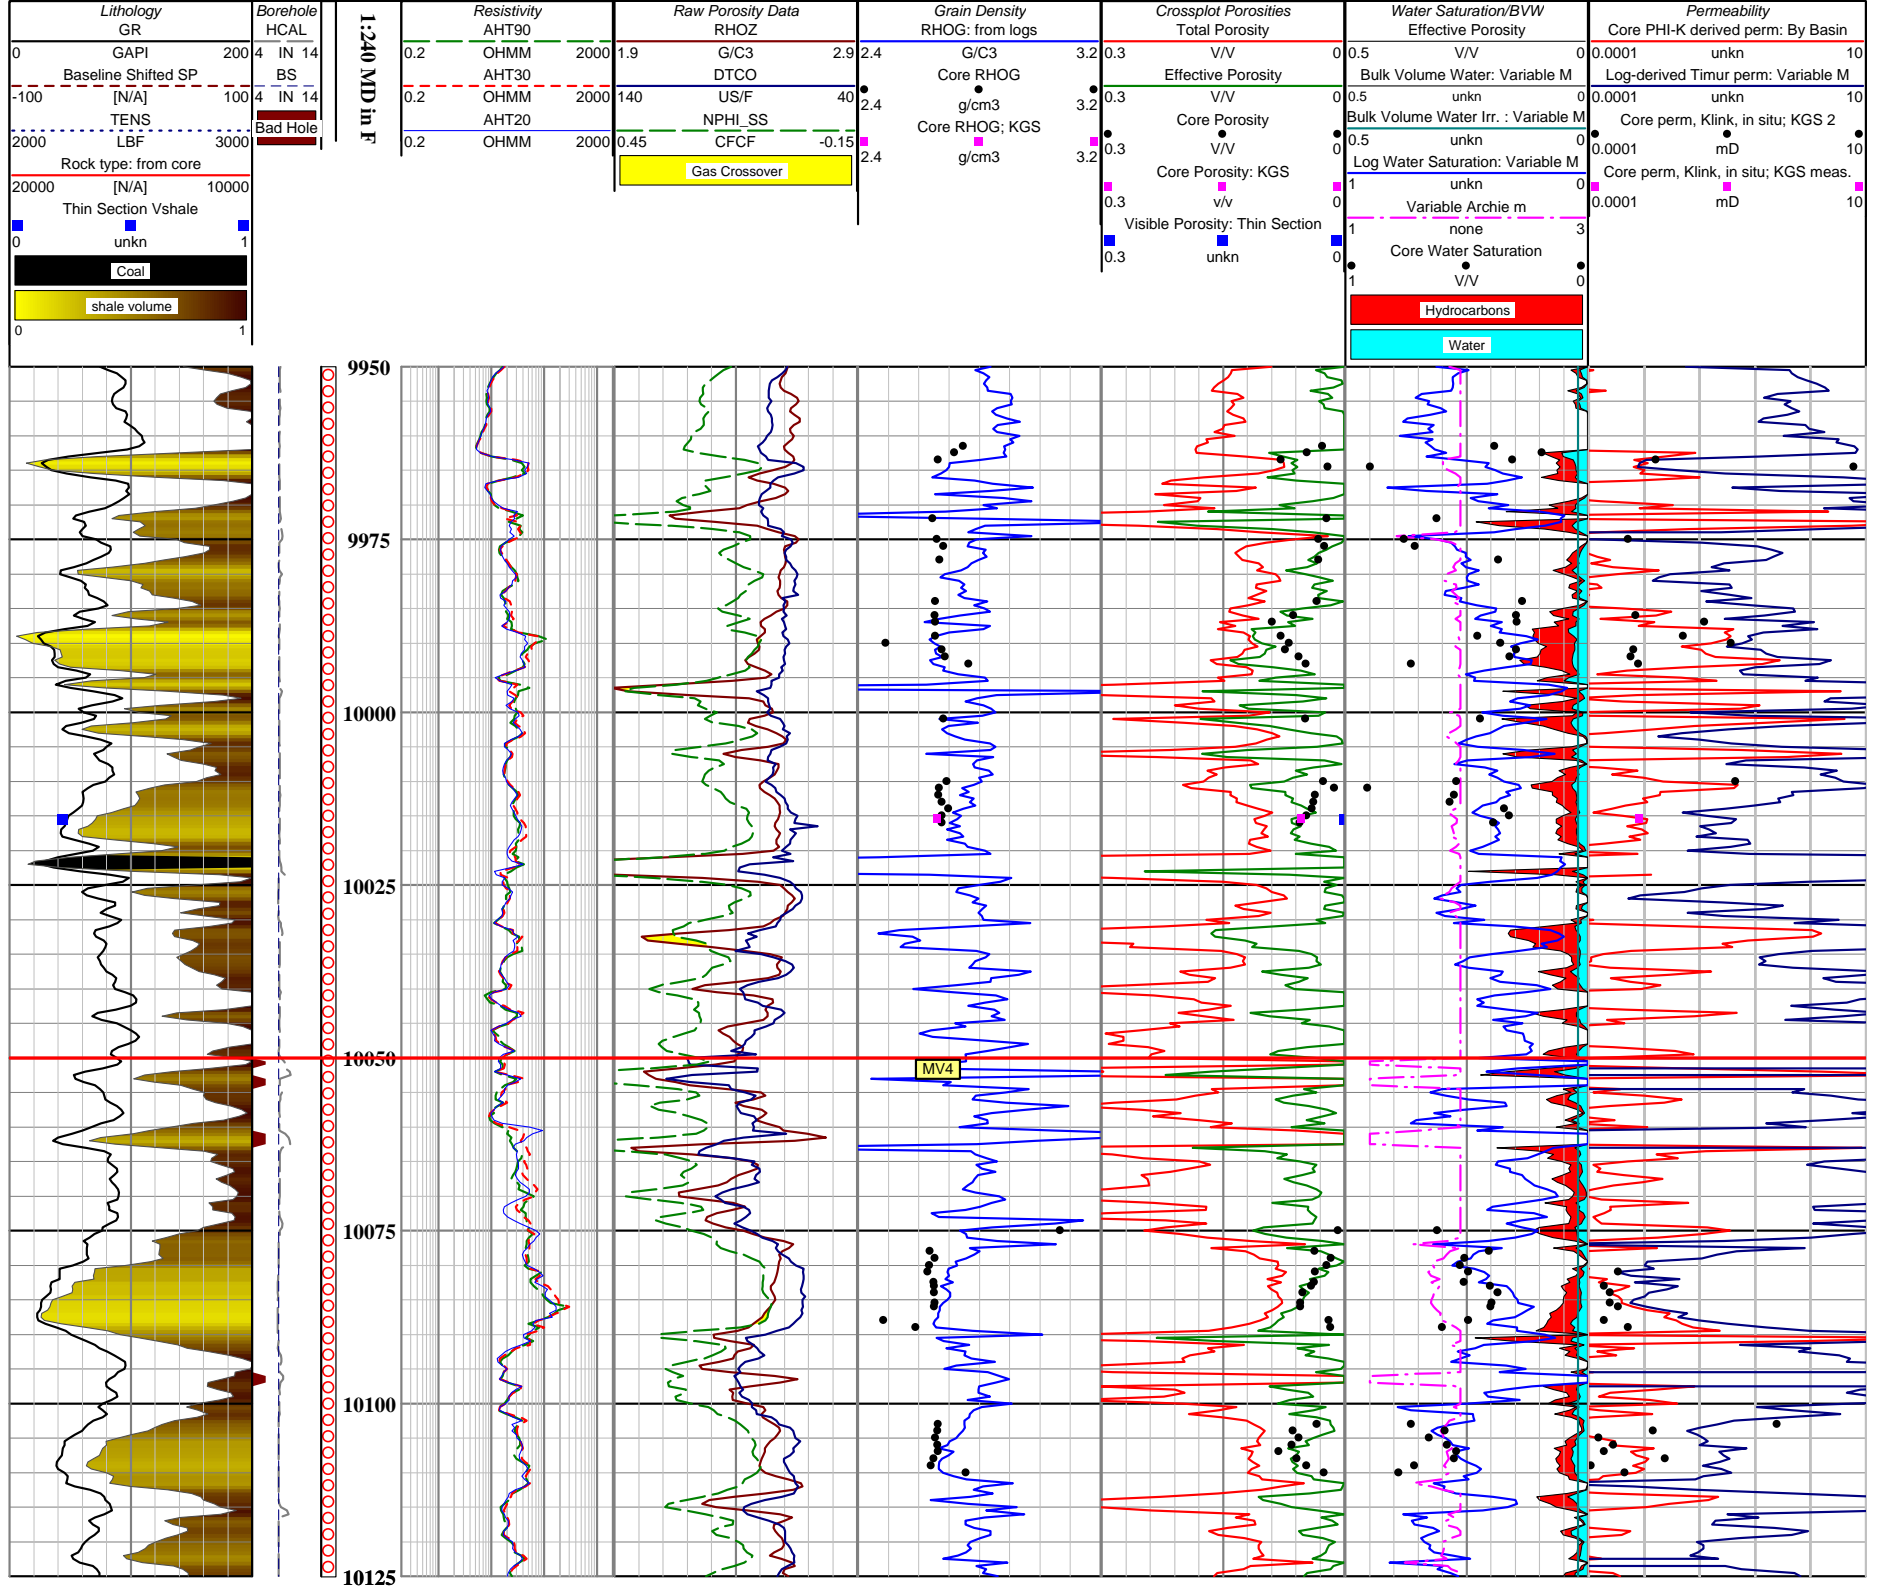 Lithology
GR
0 GAPI 200
Baseline Shifted SP
-100 [N/A] 100
TENS
2000 LBF 3000
Rock type: from core
20000 [N/A] 10000
Thin Section Vshale
0 unkn 1
Coal
shale volume
0 1
Borehole
HCAL
4 IN 14
BS
4 IN 14
Bad Hole
1:240 MD in F
Resistivity
AHT90
0.2 OHMM 2000
AHT30
0.2 OHMM 2000
AHT20
0.2 OHMM 2000
Raw Porosity Data
RHOZ
1.9 G/C3 2.9
DTCO
140 US/F 40
NPHI_SS
0.45 CFCF -0.15
Gas Crossover
Grain Density
RHOG: from logs
2.4 G/C3 3.2
Core RHOG
2.4 g/cm3 3.2
Core RHOG; KGS
2.4 g/cm3 3.2
Crossplot Porosities
Total Porosity
0.3 V/V 0
Effective Porosity
0.3 V/V 0
Core Porosity
0.3 V/V 0
Core Porosity: KGS
0.3 v/v 0
Visible Porosity: Thin Section
0.3 unkn 0
Water Saturation/BVW
Effective Porosity
0.5 V/V 0
Bulk Volume Water: Variable M
0.5 unkn 0
Bulk Volume Water Irr. : Variable M
0.5 unkn 0
Log Water Saturation: Variable M
1 unkn 0
Variable Archie m
1 none 3
Core Water Saturation
1 V/V 0
Hydrocarbons
Water
Permeability
Core PHI-K derived perm: By Basin
0.0001 unkn 10
Log-derived Timur perm: Variable M
0.0001 unkn 10
Core perm, Klink, in situ; KGS 2
0.0001 mD 10
Core perm, Klink, in situ; KGS meas.
0.0001 mD 10
9950
9975
10000
10025
10050
MV4
10075
10100
10125